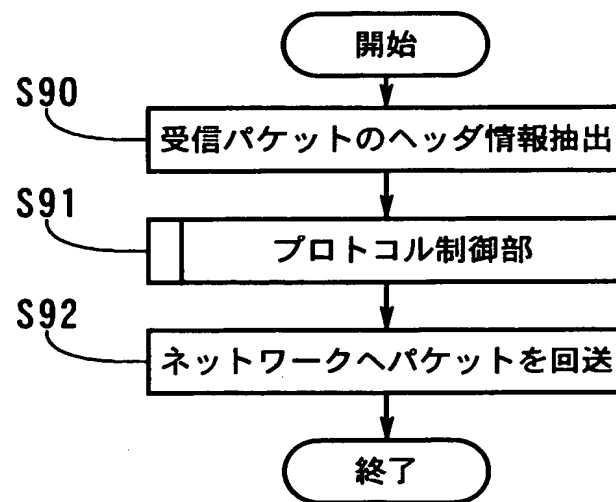 開始
S90
受信パケットのヘッダ情報抽出
S91
プロトコル制御部
S92
ネットワークへパケットを回送
終了